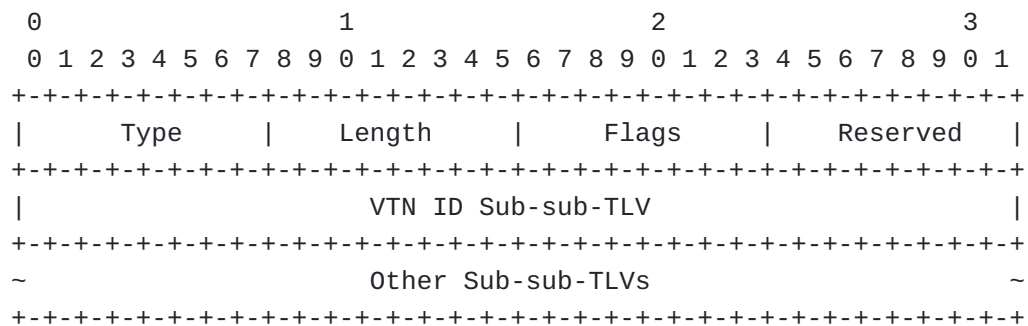 0                   1                   2                   3
 0 1 2 3 4 5 6 7 8 9 0 1 2 3 4 5 6 7 8 9 0 1 2 3 4 5 6 7 8 9 0 1
+-+-+-+-+-+-+-+-+-+-+-+-+-+-+-+-+-+-+-+-+-+-+-+-+-+-+-+-+-+-+-+-+
|      Type     |    Length     |     Flags     |    Reserved   |
+-+-+-+-+-+-+-+-+-+-+-+-+-+-+-+-+-+-+-+-+-+-+-+-+-+-+-+-+-+-+-+-+
|                      VTN ID Sub-sub-TLV                       |
+-+-+-+-+-+-+-+-+-+-+-+-+-+-+-+-+-+-+-+-+-+-+-+-+-+-+-+-+-+-+-+-+
~                      Other Sub-sub-TLVs                       ~
+-+-+-+-+-+-+-+-+-+-+-+-+-+-+-+-+-+-+-+-+-+-+-+-+-+-+-+-+-+-+-+-+